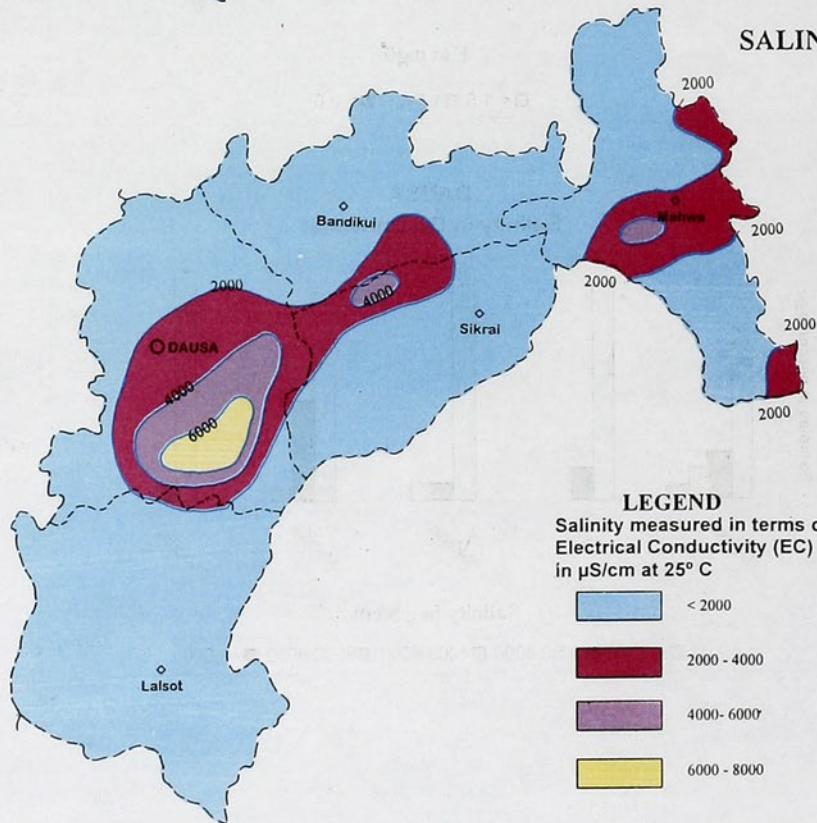 SALIN
2000
Bandikui
Mahwa
2000
2000
4000
2000
Sikrai
DAUSA
2000
4000
2000
6000
LEGEND
Salinity measured in terms o
Electrical Conductivity (EC)
in µS/cm at 25º C
< 2000
2000 - 4000
Lalsot
4000- 6000
6000 - 8000